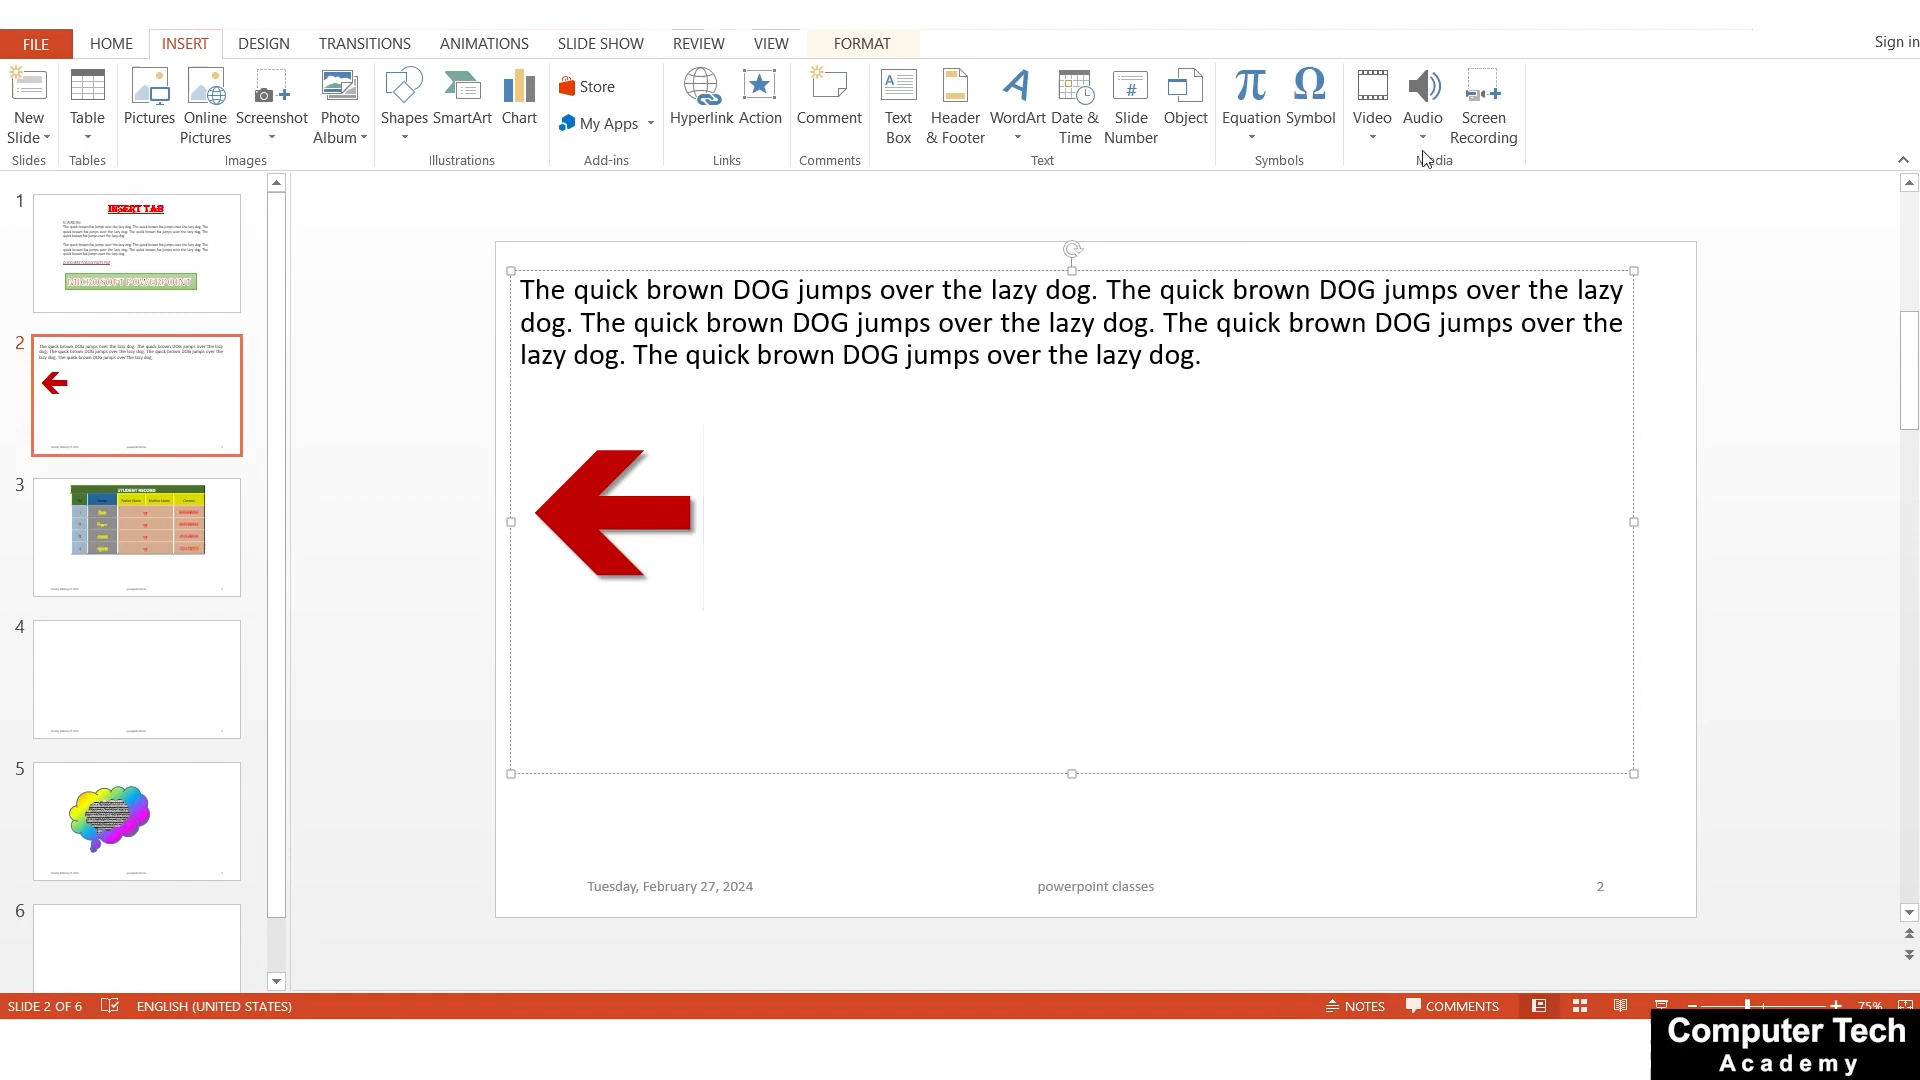 FILE HOME INSERT DESIGN TRANSITIONS ANIMATIONS SLIDE SHOW REVIEW VIEW FORMAT Sign in
New Slide Table Pictures Online Pictures Screenshot Photo Album Shapes SmartArt Chart Store My Apps Hyperlink Action Comment Text Box Header & Footer WordArt Date & Time Slide Number Object Equation Symbol Video Audio Screen Recording
Slides Tables Images Illustrations Add-ins Links Comments Text Symbols
1
INSERT TAB
MICROSOFT POWERPOINT
2
3
STUDENT RECORD
4
5
6
The quick brown DOG jumps over the lazy dog. The quick brown DOG jumps over the lazy
dog. The quick brown DOG jumps over the lazy dog. The quick brown DOG jumps over the
lazy dog. The quick brown DOG jumps over the lazy dog.
Tuesday, February 27, 2024 powerpoint classes 2
SLIDE 2 OF 6 ENGLISH (UNITED STATES) NOTES COMMENTS 75%
Computer Tech
Academy